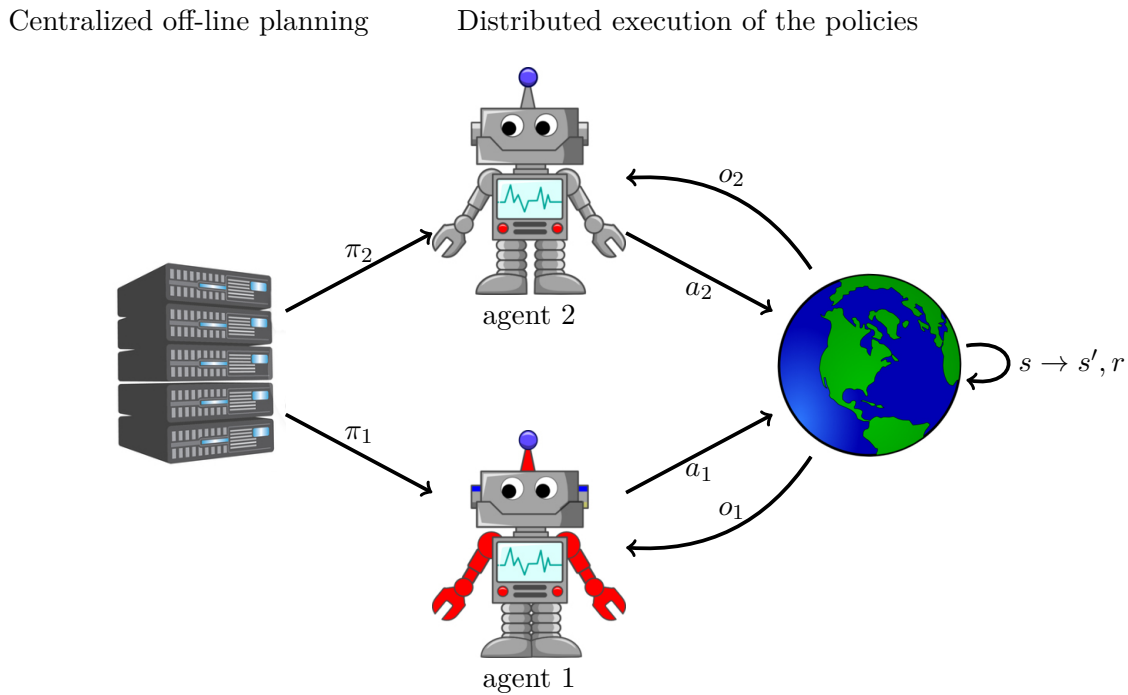 Centralized off-line planning
Distributed execution of the policies
o₂
π₂
a₂
agent 2
s → s′, r
π₁
a₁
o₁
agent 1